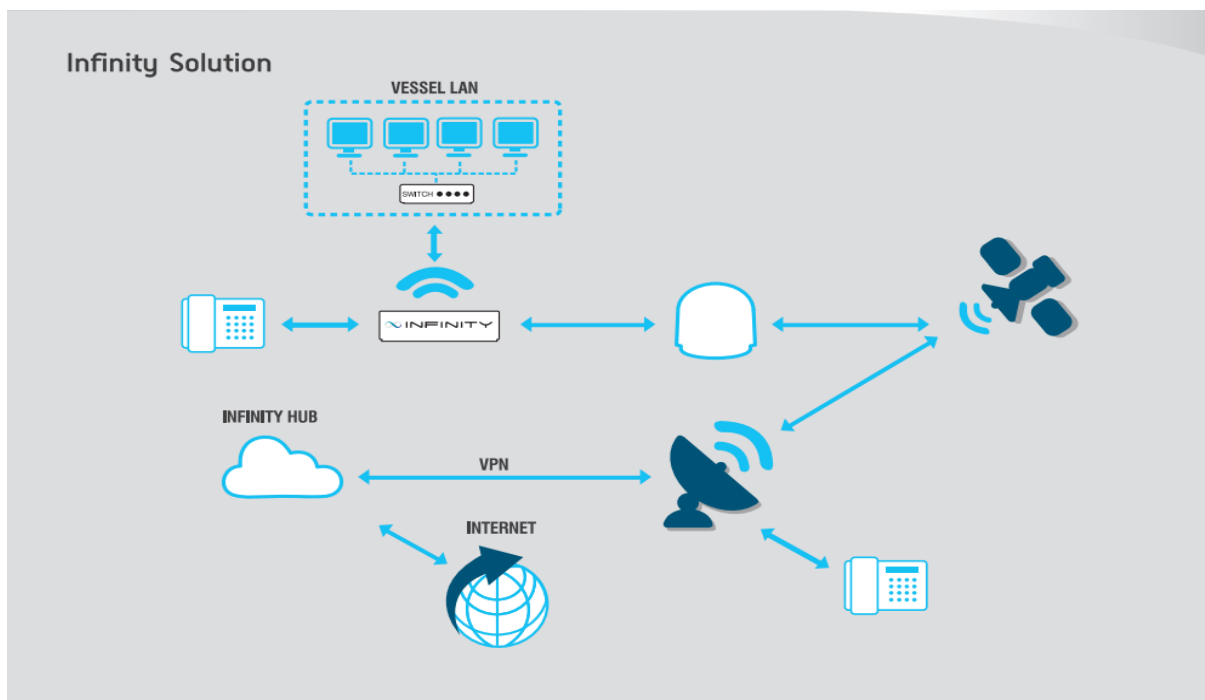 Infinity Solution
VESSEL LAN
SWITCH
INFINITY
INFINITY HUB
VPN
INTERNET